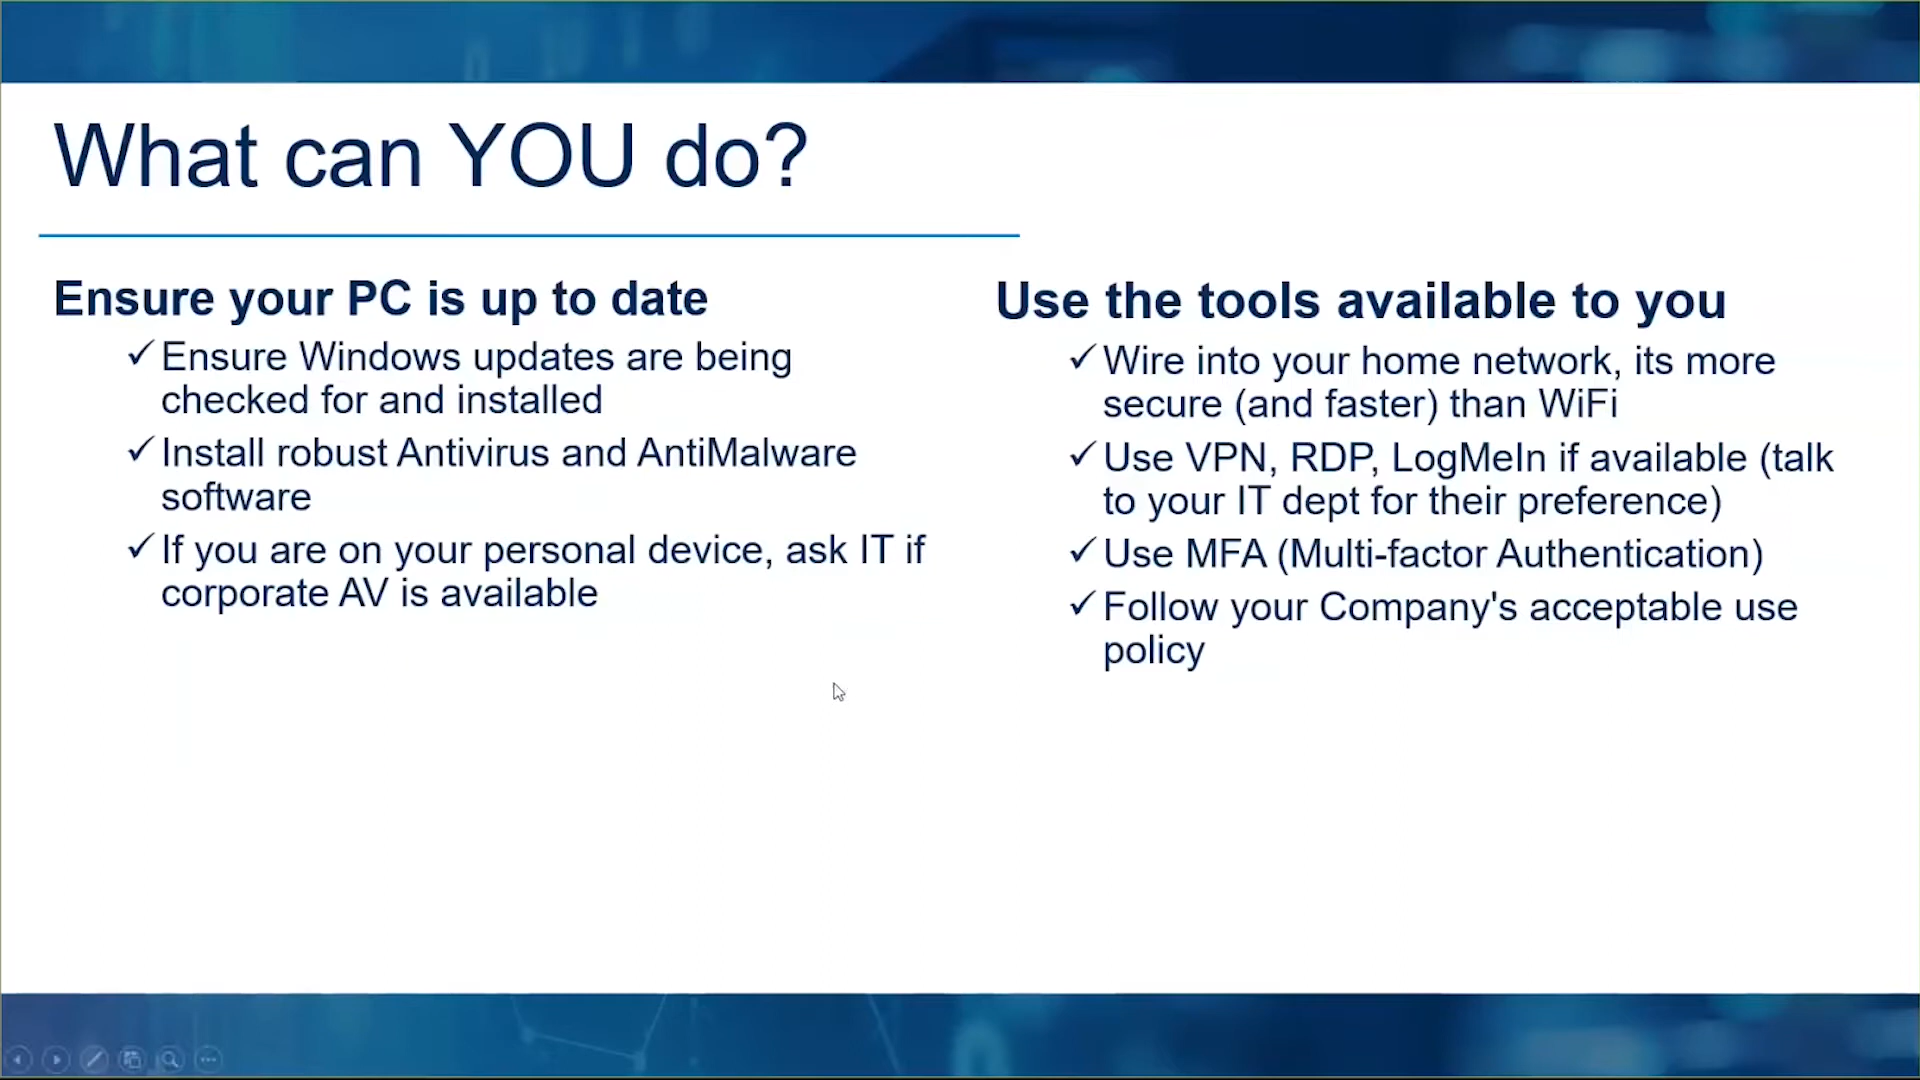 What can YOU do?
Ensure your PC is up to date
✓Ensure Windows updates are being
checked for and installed
✓Install robust Antivirus and AntiMalware
software
✓If you are on your personal device, ask IT if
corporate AV is available
Use the tools available to you
✓Wire into your home network, its more
secure (and faster) than WiFi
✓Use VPN, RDP, LogMeIn if available (talk
to your IT dept for their preference)
✓Use MFA (Multi-factor Authentication)
✓Follow your Company's acceptable use
policy